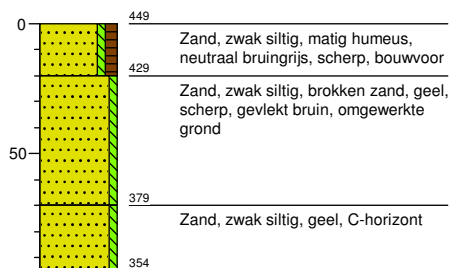 0
449
Zand, zwak siltig, matig humeus,
neutraal bruingrijs, scherp, bouwvoor
429
Zand, zwak siltig, brokken zand, geel,
scherp, gevlekt bruin, omgewerkte
grond
50
379
Zand, zwak siltig, geel, C-horizont
354